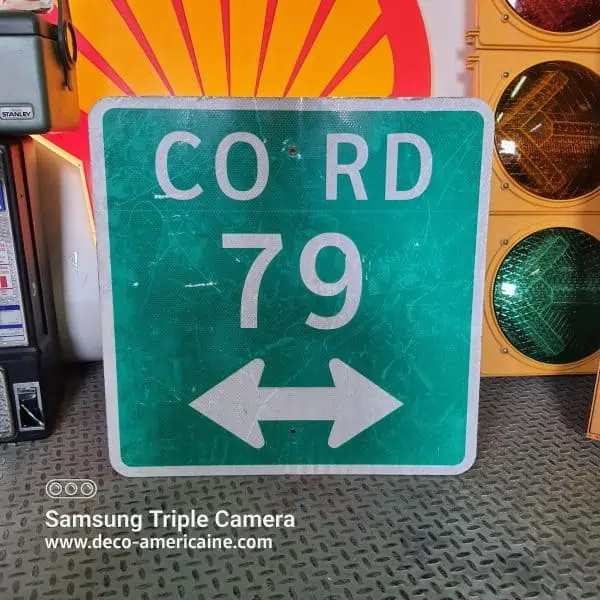 STANLEY
CO RD
79
Samsung Triple Camera
www.deco-americaine.com